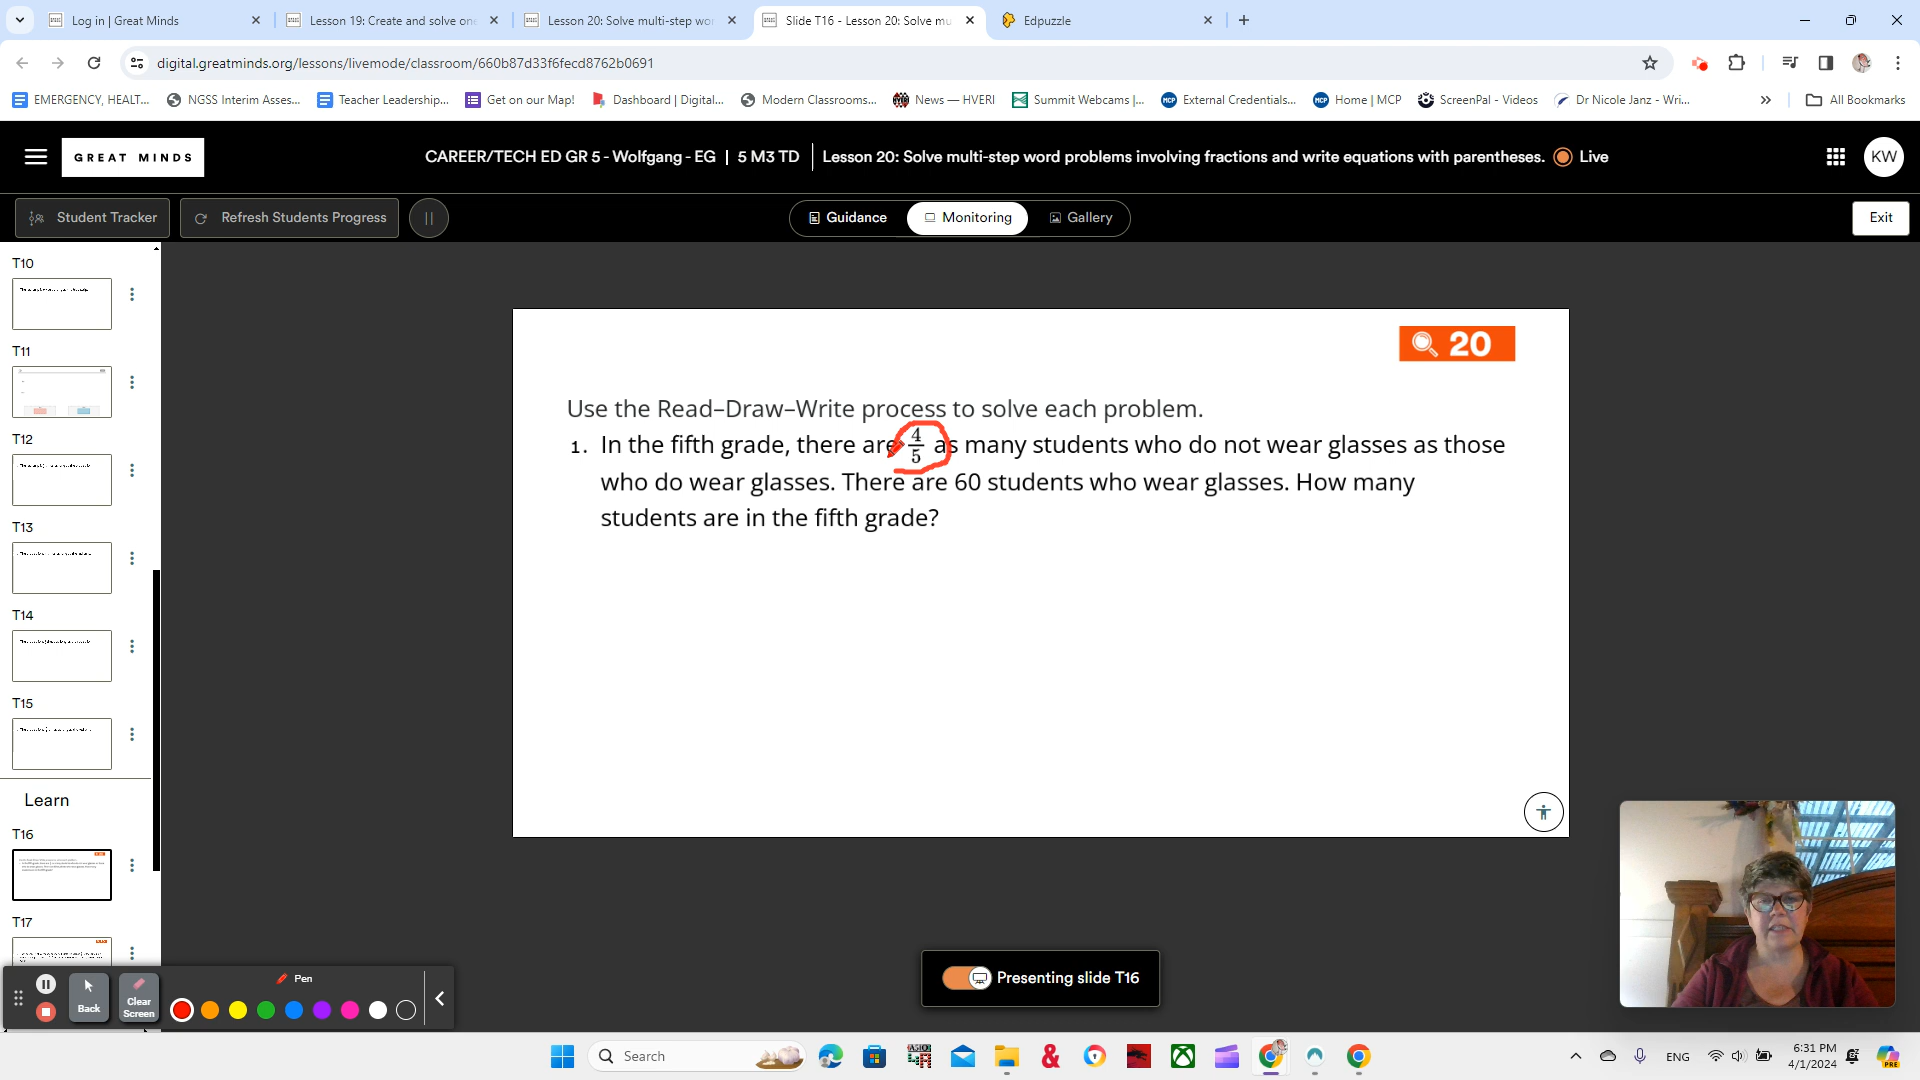 Log in | Great Minds
Lesson 19: Create and solve one
Lesson 20: Solve multi-step wor
Slide T16 - Lesson 20: Solve mu
Edpuzzle
digital.greatminds.org/lessons/livemode/classroom/660b87d33f6fecd8762b0691
EMERGENCY, HEALT...
NGSS Interim Asses...
Teacher Leadership...
Get on our Map!
Dashboard | Digital...
Modern Classrooms...
News — HVERI
Summit Webcams |...
External Credentials...
Home | MCP
ScreenPal - Videos
Dr Nicole Janz - Wri...
All Bookmarks
GREAT MINDS
CAREER/TECH ED GR 5 - Wolfgang - EG | 5 M3 TD
Lesson 20: Solve multi-step word problems involving fractions and write equations with parentheses.
Live
KW
Student Tracker
Refresh Students Progress
Guidance
Monitoring
Gallery
Exit
T10
T11
T12
T13
T14
T15
Learn
T16
T17
20
Use the Read–Draw–Write process to solve each problem.
1. In the fifth grade, there are 4/5 as many students who do not wear glasses as those
who do wear glasses. There are 60 students who wear glasses. How many
students are in the fifth grade?
Presenting slide T16
Back
Clear
Screen
Pen
Search
ENG
6:31 PM
4/1/2024
PRE